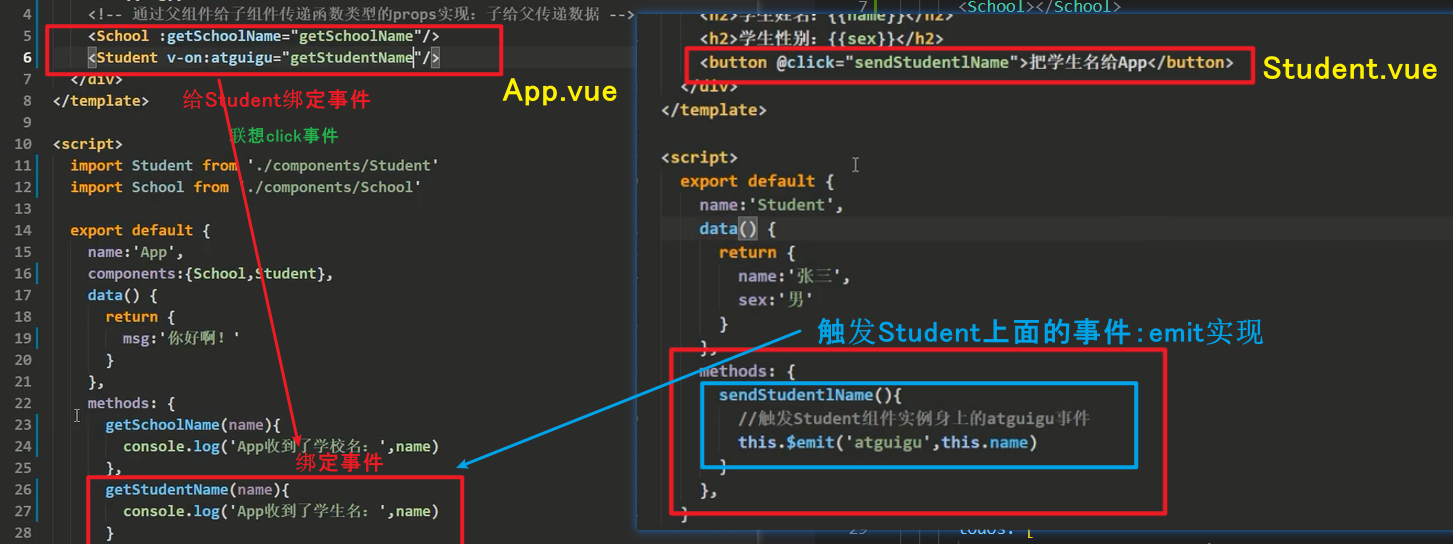 4 <!-- 通过父组件给子组件传递函数类型的props实现：子给父传递数据 -->
5 <School :getSchoolName="getSchoolName"/>
6 <Student v-on:atguigu="getStudentName"/>
7 </div>
8 </template>
9
10 <script>
11 import Student from './components/Student'
12 import School from './components/School'
13
14 export default {
15 name:'App',
16 components:{School,Student},
17 data() {
18 return {
19 msg:'你好啊！'
20 }
21 },
22 methods: {
23 getSchoolName(name){
24 console.log('App收到了学校名：',name)
25 },
26 getStudentName(name){
27 console.log('App收到了学生名：',name)
28 }
App.vue
给Student绑定事件
联想click事件
绑定事件
7 <School></School>
<h2>学生姓名：{{name}}</h2>
<h2>学生性别：{{sex}}</h2>
<button @click="sendStudentlName">把学生名给App</button>
</div>
</template>
<script>
export default {
name:'Student',
data() {
return {
name:'张三',
sex:'男'
}
},
methods: {
sendStudentlName(){
//触发Student组件实例身上的atguigu事件
this.$emit('atguigu',this.name)
}
},
}
Student.vue
触发Student上面的事件:emit实现
29 todos: [